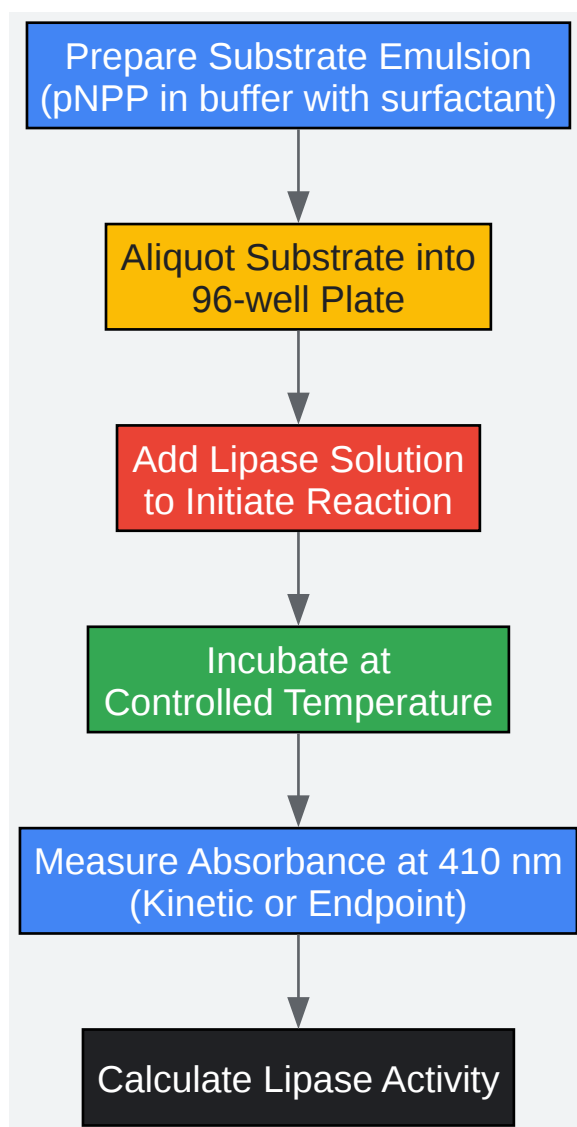 Prepare Substrate Emulsion
(pNPP in buffer with surfactant)
Aliquot Substrate into
96-well Plate
Add Lipase Solution
to Initiate Reaction
Incubate at
Controlled Temperature
Measure Absorbance at 410 nm
(Kinetic or Endpoint)
Calculate Lipase Activity